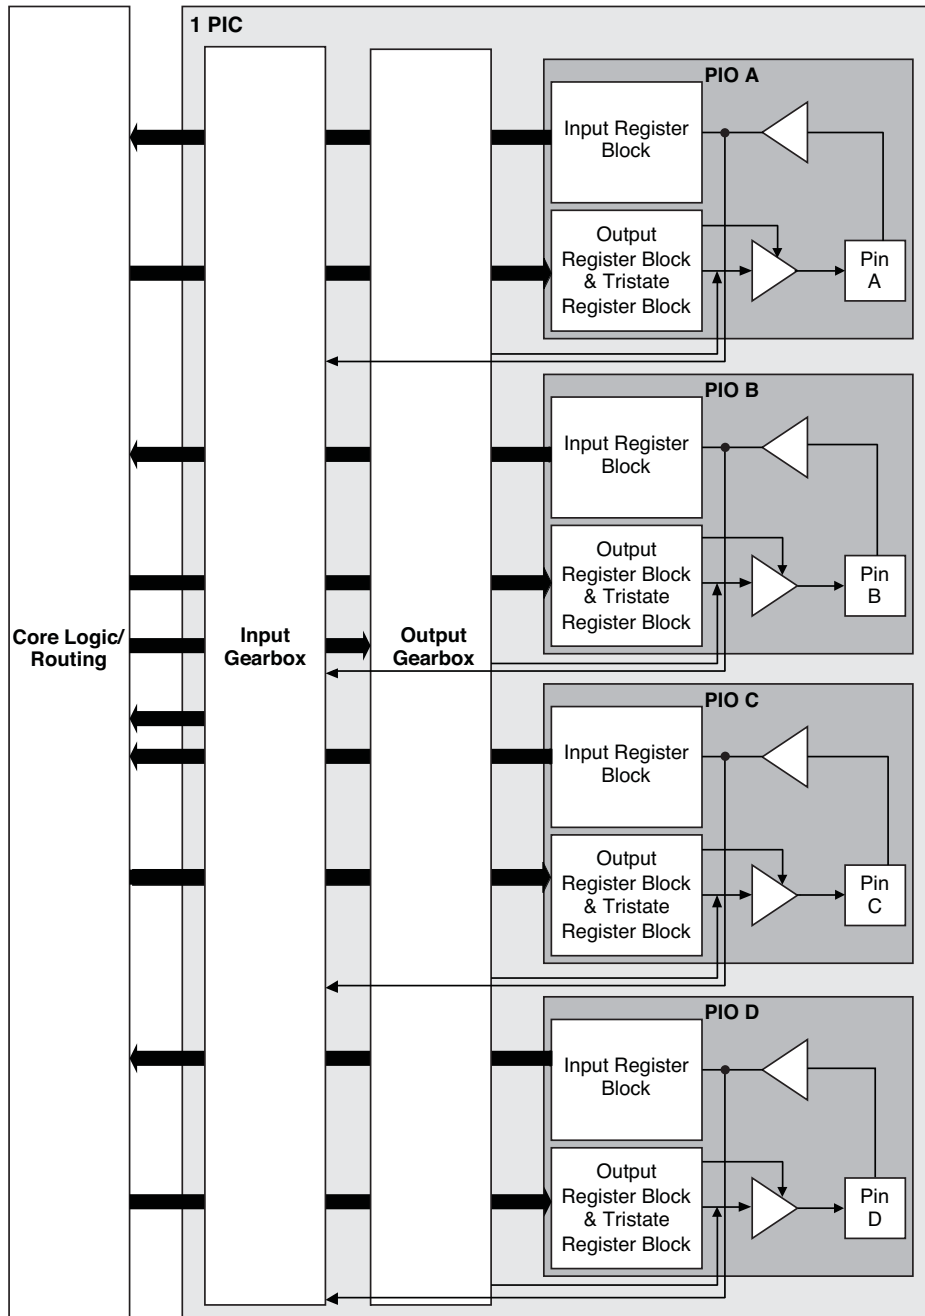 1 PIC
PIO A
Input Register
Block
Output
Register Block
& Tristate
Register Block
Pin
A
PIO B
Input Register
Block
Output
Register Block
& Tristate
Register Block
Pin
B
Core Logic/
Routing
Input
Gearbox
Output
Gearbox
PIO C
Input Register
Block
Output
Register Block
& Tristate
Register Block
Pin
C
PIO D
Input Register
Block
Output
Register Block
& Tristate
Register Block
Pin
D